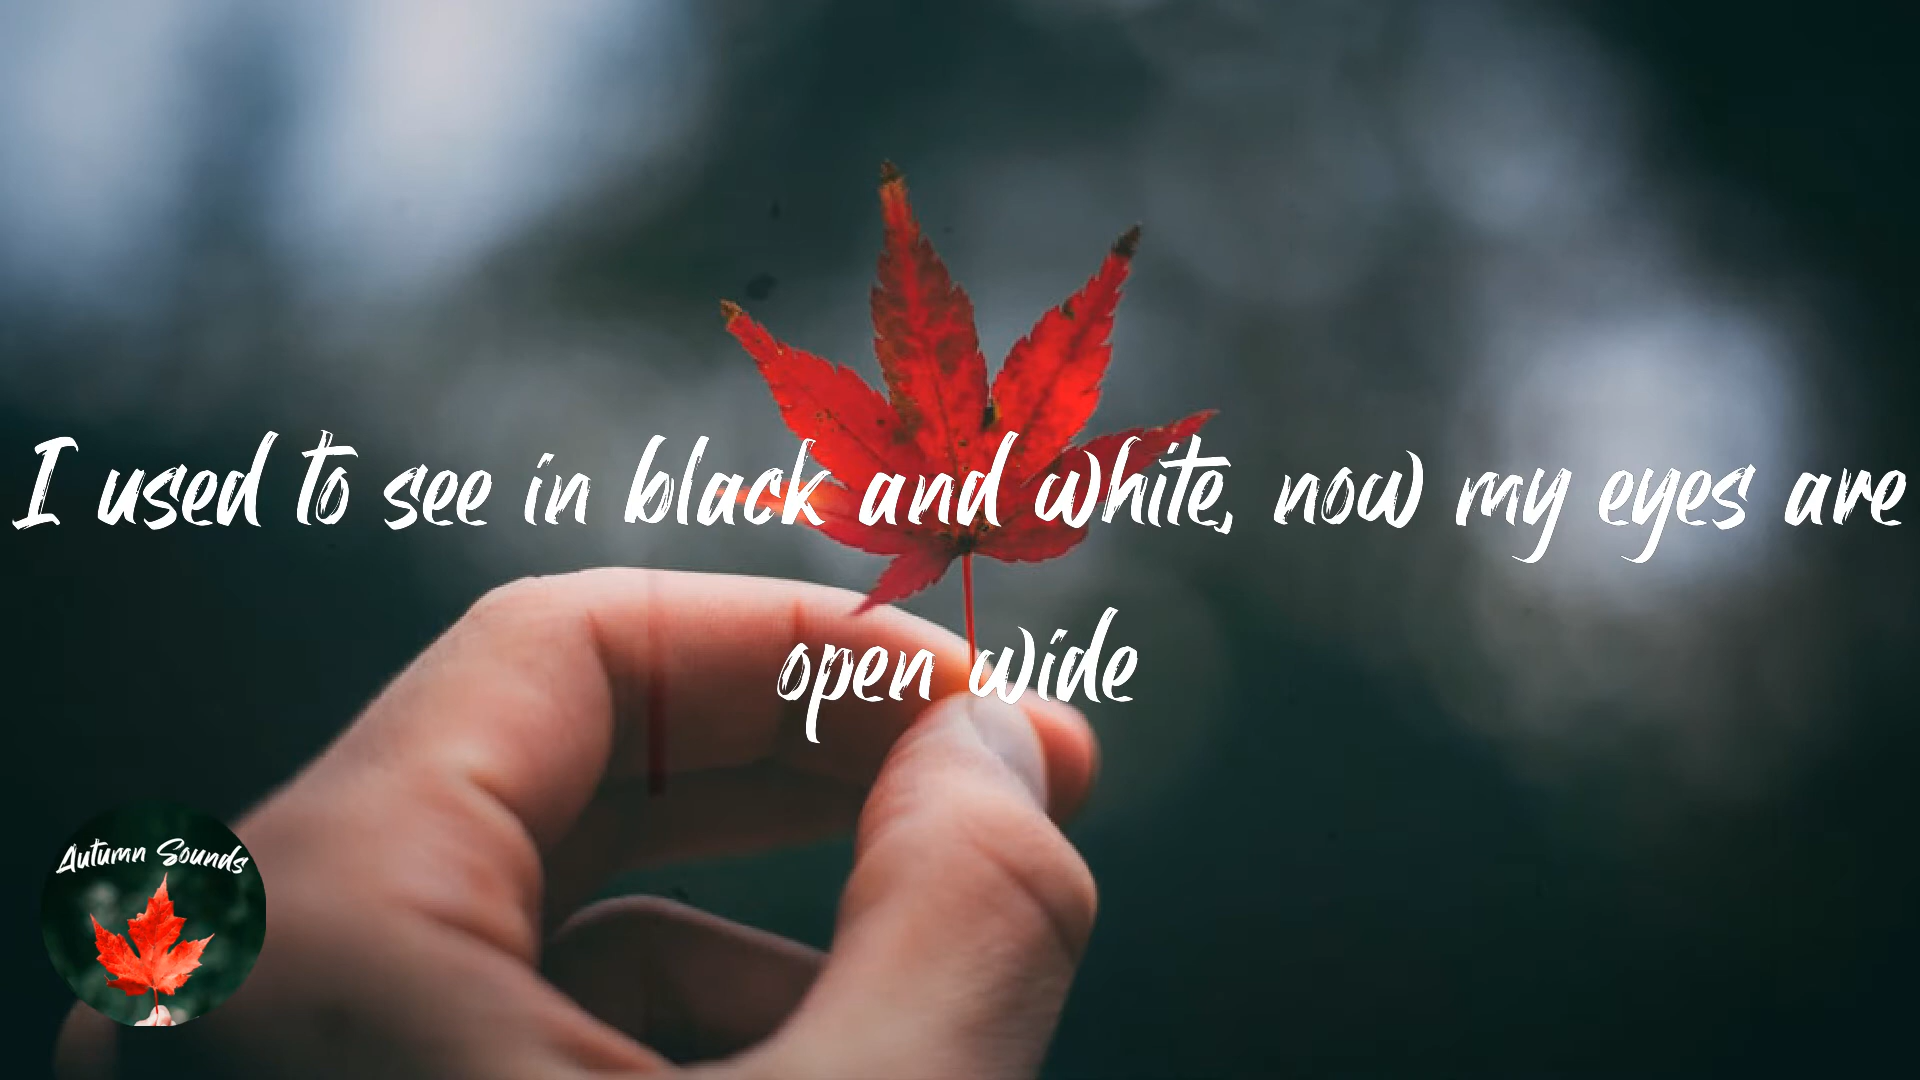 I used to see in black and white, now my eyes are
open wide
Autumn Sounds